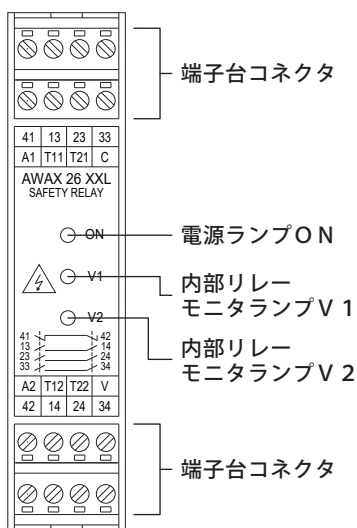 端子台コネクタ
41 13 23 33
A1 T11 T21 C
AWAX 26 XXL
SAFETY RELAY
ON
電源ランプON
V1
内部リレー
モニタランプV1
V2
内部リレー
モニタランプV2
41 42
13 14
23 24
33 34
A2 T12 T22 V
42 14 24 34
端子台コネクタ